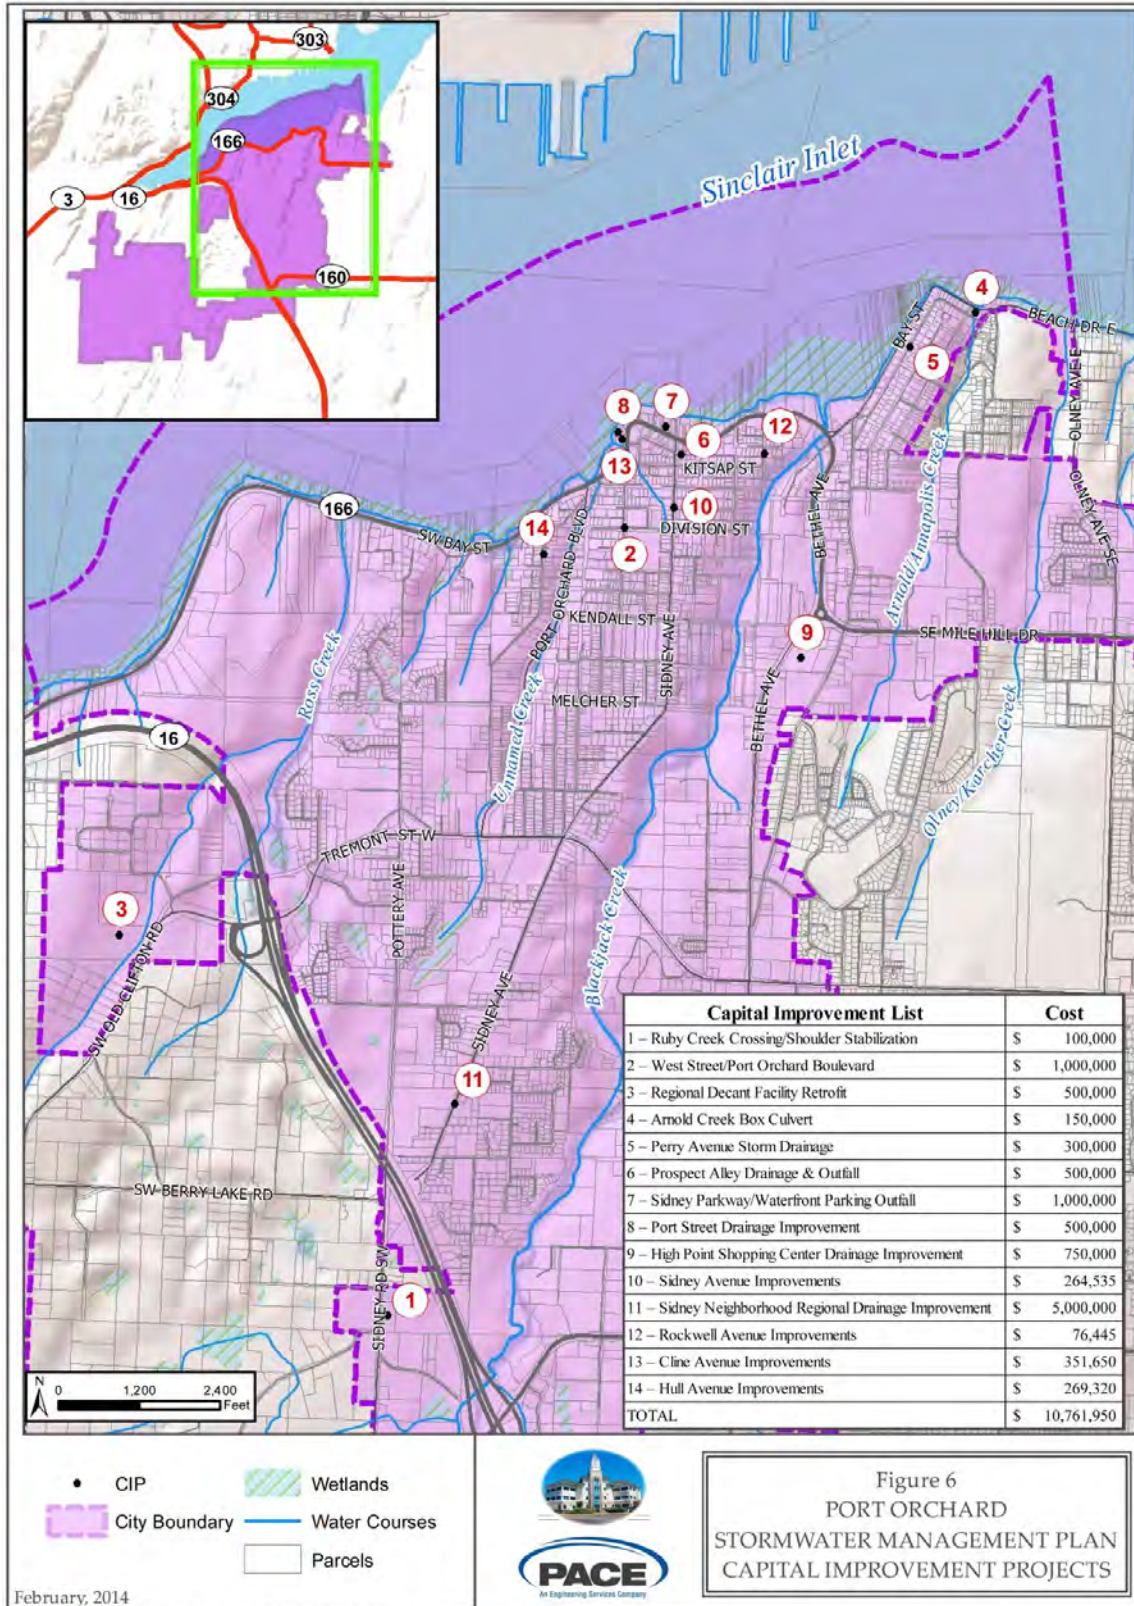 303
304
166
3
16
160
Sinclair Inlet
4
BEACH DR E
BAY ST
5
OLNEY AVE E
8
7
12
6
KITSAP ST
13
166
10
OLNEY AVE SE
SW BAY ST
14
PORT ORCHARD BLVD
DIVISION ST
BETHEL AVE
2
Arnold/Annapolis Creek
KENDALL ST
SIDNEY AVE
9
SE MILE HILL DR
Ross Creek
MELCHER ST
BETHEL AVE
Unnamed Creek
Olney/Karcher Creek
16
TREMONT ST W
POTTERY AVE
3
Blackjack Creek
SW OLD CLIFTON RD
SIDNEY AVE
11
SW BERRY LAKE RD
SIDNEY RD SW
1
Capital Improvement List Cost
1 – Ruby Creek Crossing/Shoulder Stabilization $ 100,000
2 – West Street/Port Orchard Boulevard $ 1,000,000
3 – Regional Decant Facility Retrofit $ 500,000
4 – Arnold Creek Box Culvert $ 150,000
5 – Perry Avenue Storm Drainage $ 300,000
6 – Prospect Alley Drainage & Outfall $ 500,000
7 – Sidney Parkway/Waterfront Parking Outfall $ 1,000,000
8 – Port Street Drainage Improvement $ 500,000
9 – High Point Shopping Center Drainage Improvement $ 750,000
10 – Sidney Avenue Improvements $ 264,535
11 – Sidney Neighborhood Regional Drainage Improvement $ 5,000,000
12 – Rockwell Avenue Improvements $ 76,445
13 – Cline Avenue Improvements $ 351,650
14 – Hull Avenue Improvements $ 269,320
TOTAL $ 10,761,950
N
0 1,200 2,400
Feet
CIP
City Boundary
Wetlands
Water Courses
Parcels
PACE
An Engineering Services Company
Figure 6
PORT ORCHARD
STORMWATER MANAGEMENT PLAN
CAPITAL IMPROVEMENT PROJECTS
February, 2014